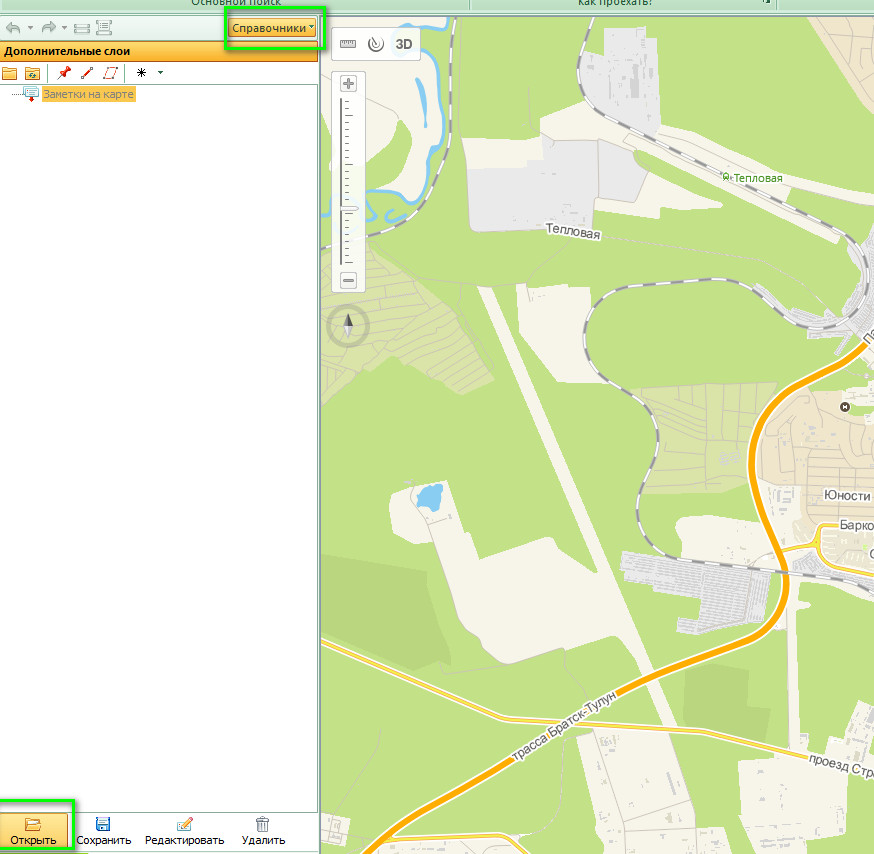 Основной поиск
Как проехать?
Справочники
Дополнительные слои
3D
Заметки на карте
Тепловая
Тепловая
Юности
Барко
трасса Братск-Тулун
проезд Стр
Открыть
Сохранить
Редактировать
Удалить